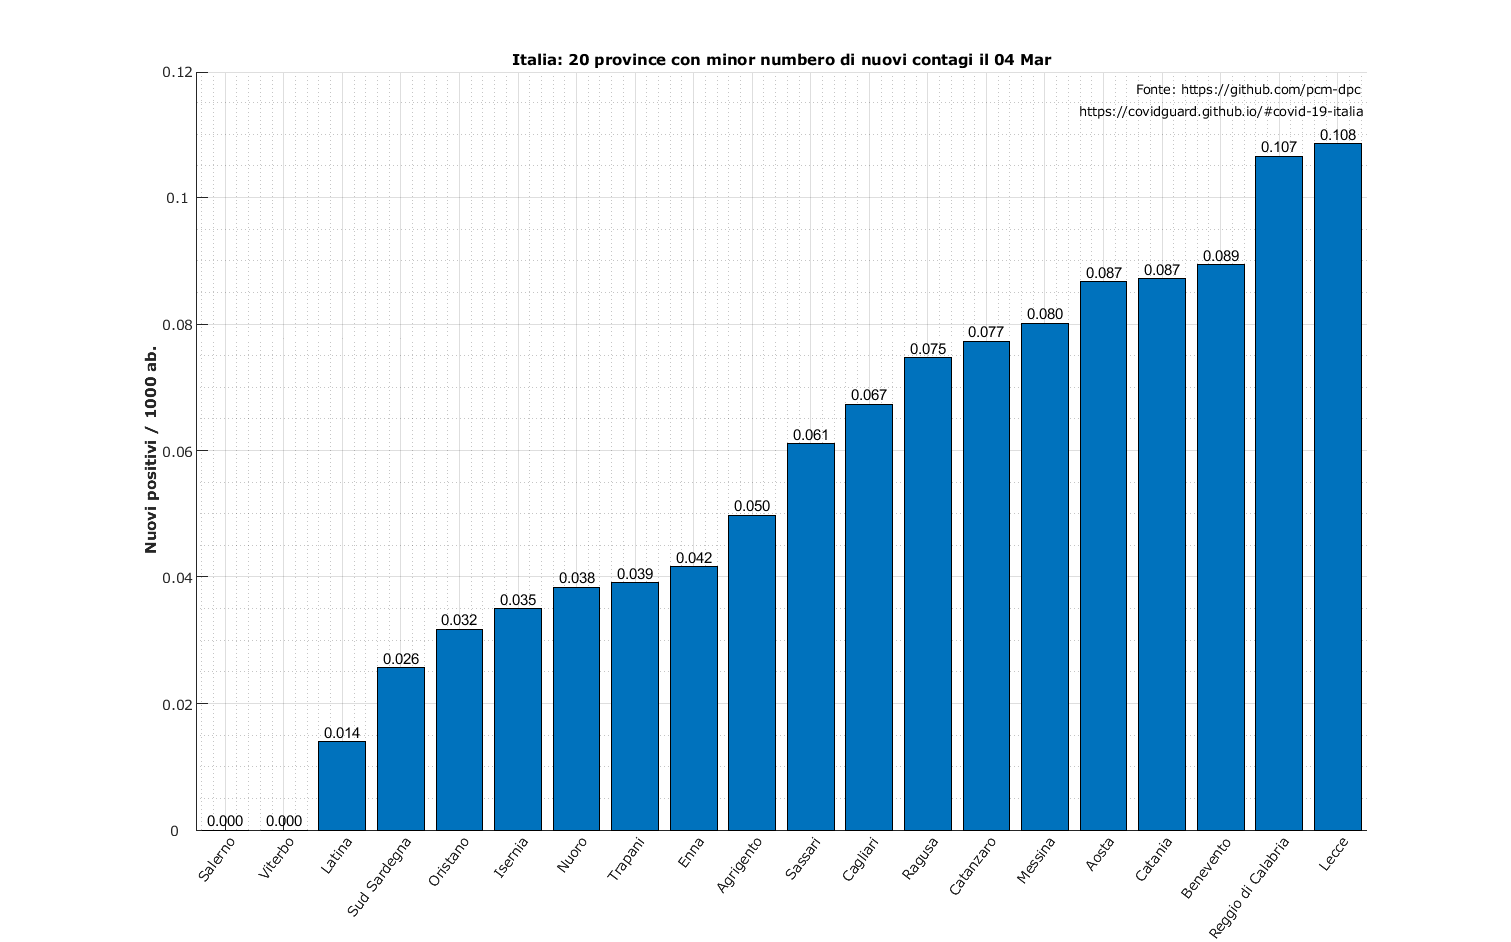 Italia: 20 province con minor numbero di nuovi contagi il 04 Mar
Fonte: https://github.com/pcm-dpc
https://covidguard.github.io/#covid-19-italia
Nuovi positivi / 1000 ab.
0.12
0.1
0.08
0.06
0.04
0.02
0
0.000
0.000
0.014
0.026
0.032
0.035
0.038
0.039
0.042
0.050
0.061
0.067
0.075
0.077
0.080
0.087
0.087
0.089
0.107
0.108
Salerno
Viterbo
Latina
Sud Sardegna
Oristano
Isernia
Nuoro
Trapani
Enna
Agrigento
Sassari
Cagliari
Ragusa
Catanzaro
Messina
Aosta
Catania
Benevento
Reggio di Calabria
Lecce